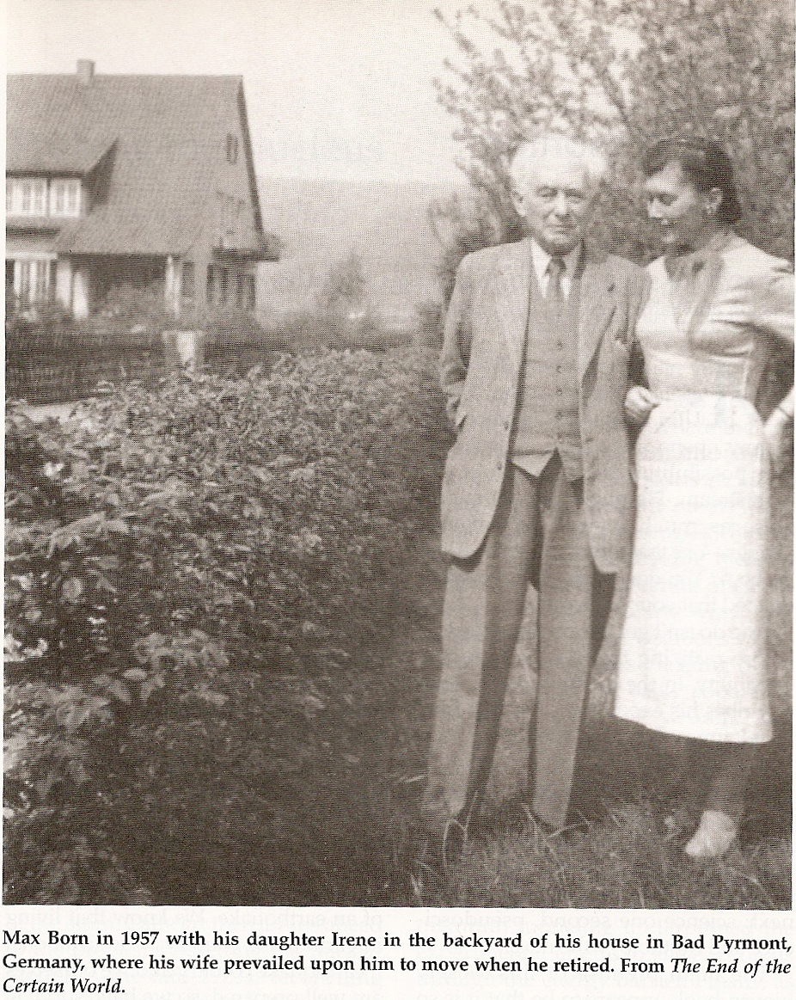 Max Born in 1957 with his daughter Irene in the backyard of his house in Bad Pyrmont,
Germany, where his wife prevailed upon him to move when he retired. From The End of the
Certain World.